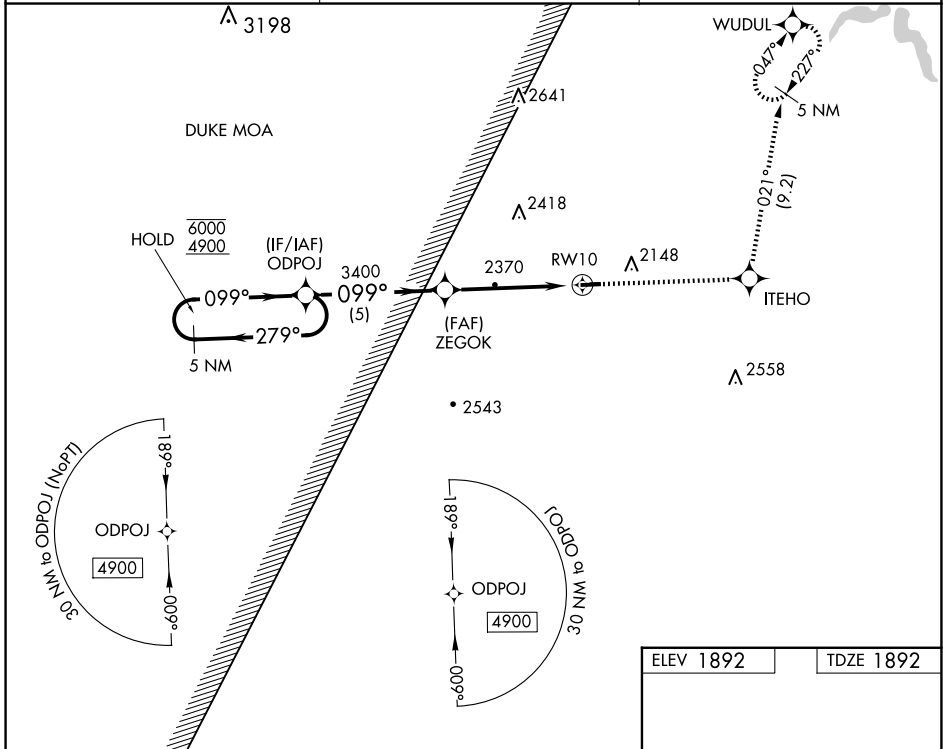 3198
WUDUL
047°
227°
5 NM
2641
DUKE MOA
021°
(9.2)
2418
HOLD
6000
4900
(IF/IAF)
ODPOJ
3400
099°
099°
(5)
279°
5 NM
2370
RW10
2148
ITEHO
(FAF)
ZEGOK
2558
2543
30 NM to ODPOJ (NoPT)
189°
ODPOJ
4900
009°
189°
ODPOJ
4900
009°
30 NM to ODPOJ
ELEV 1892
TDZE 1892